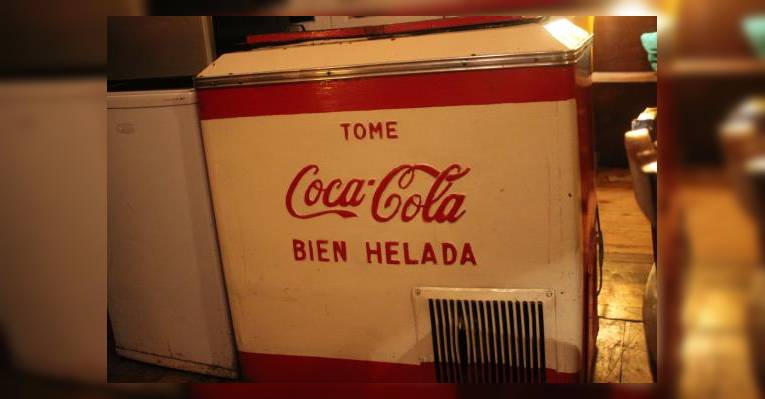 TOME
Coca-Cola
BIEN HELADA